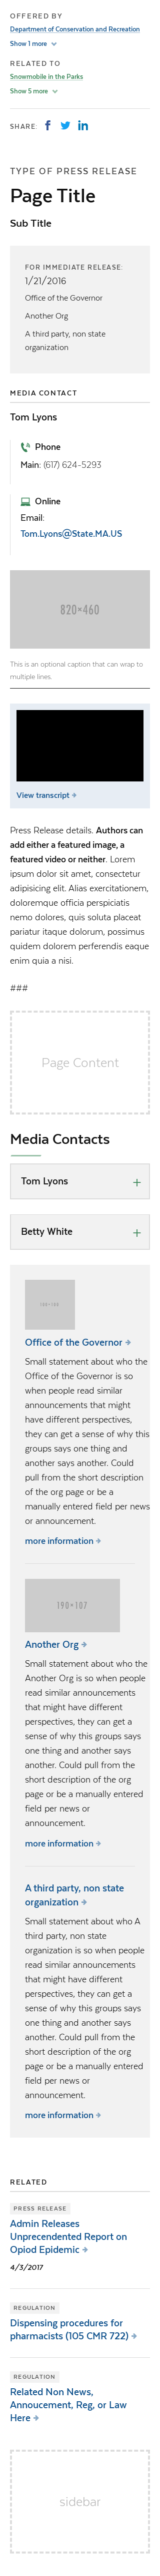 OFFERED BY
Department of Conservation and Recreation
Show 1 more
RELATED TO
Snowmobile in the Parks
Show 5 more
SHARE:
TYPE OF PRESS RELEASE
Page Title
Sub Title
FOR IMMEDIATE RELEASE:
1/21/2016
Office of the Governor
Another Org
A third party, non state
organization
MEDIA CONTACT
Tom Lyons
Phone
Main: (617) 624-5293
Online
Email:
Tom.Lyons@State.MA.US
820×460
This is an optional caption that can wrap to
multiple lines.
View transcript
Press Release details. Authors can
add either a featured image, a
featured video or neither. Lorem
ipsum dolor sit amet, consectetur
adipisicing elit. Alias exercitationem,
doloremque officia perspiciatis
nemo dolores, quis soluta placeat
pariatur itaque dolorum, possimus
quidem dolorem perferendis eaque
enim quia a nisi.
###
Page Content
Media Contacts
Tom Lyons
Betty White
100×100
Office of the Governor
Small statement about who the
Office of the Governor is so
when people read similar
announcements that might
have different perspectives,
they can get a sense of why this
groups says one thing and
another says another. Could
pull from the short description
of the org page or be a
manually entered field per news
or announcement.
more information
190×107
Another Org
Small statement about who the
Another Org is so when people
read similar announcements
that might have different
perspectives, they can get a
sense of why this groups says
one thing and another says
another. Could pull from the
short description of the org
page or be a manually entered
field per news or
announcement.
more information
A third party, non state
organization
Small statement about who A
third party, non state
organization is so when people
read similar announcements
that might have different
perspectives, they can get a
sense of why this groups says
one thing and another says
another. Could pull from the
short description of the org
page or be a manually entered
field per news or
announcement.
more information
RELATED
PRESS RELEASE
Admin Releases
Unprecendented Report on
Opiod Epidemic
4/3/2017
REGULATION
Dispensing procedures for
pharmacists (105 CMR 722)
REGULATION
Related Non News,
Annoucement, Reg, or Law
Here
sidebar